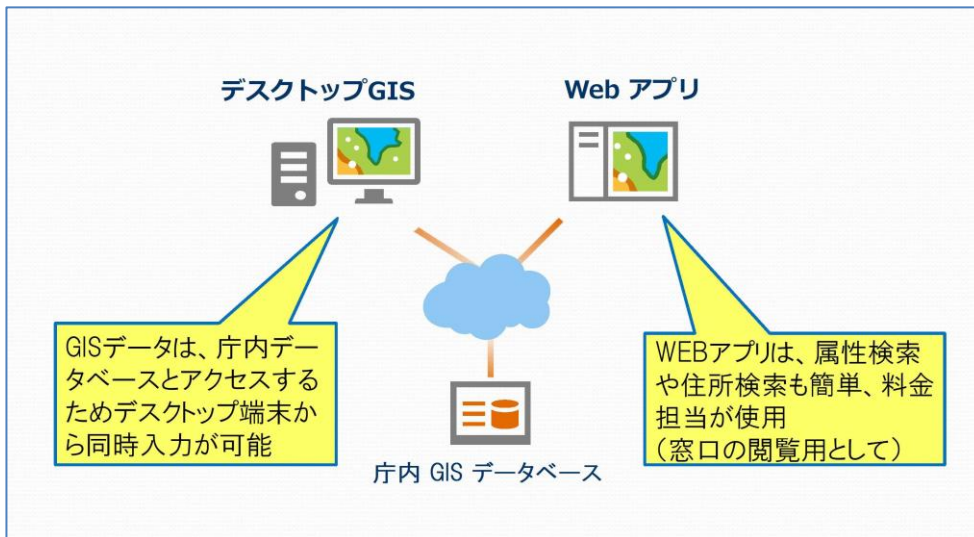 デスクトップGIS
Web アプリ
GISデータは、庁内デー
タベースとアクセスする
ためデスクトップ端末か
ら同時入力が可能
WEBアプリは、属性検索
や住所検索も簡単、料金
担当が使用
（窓口の閲覧用として）
庁内 GIS データベース